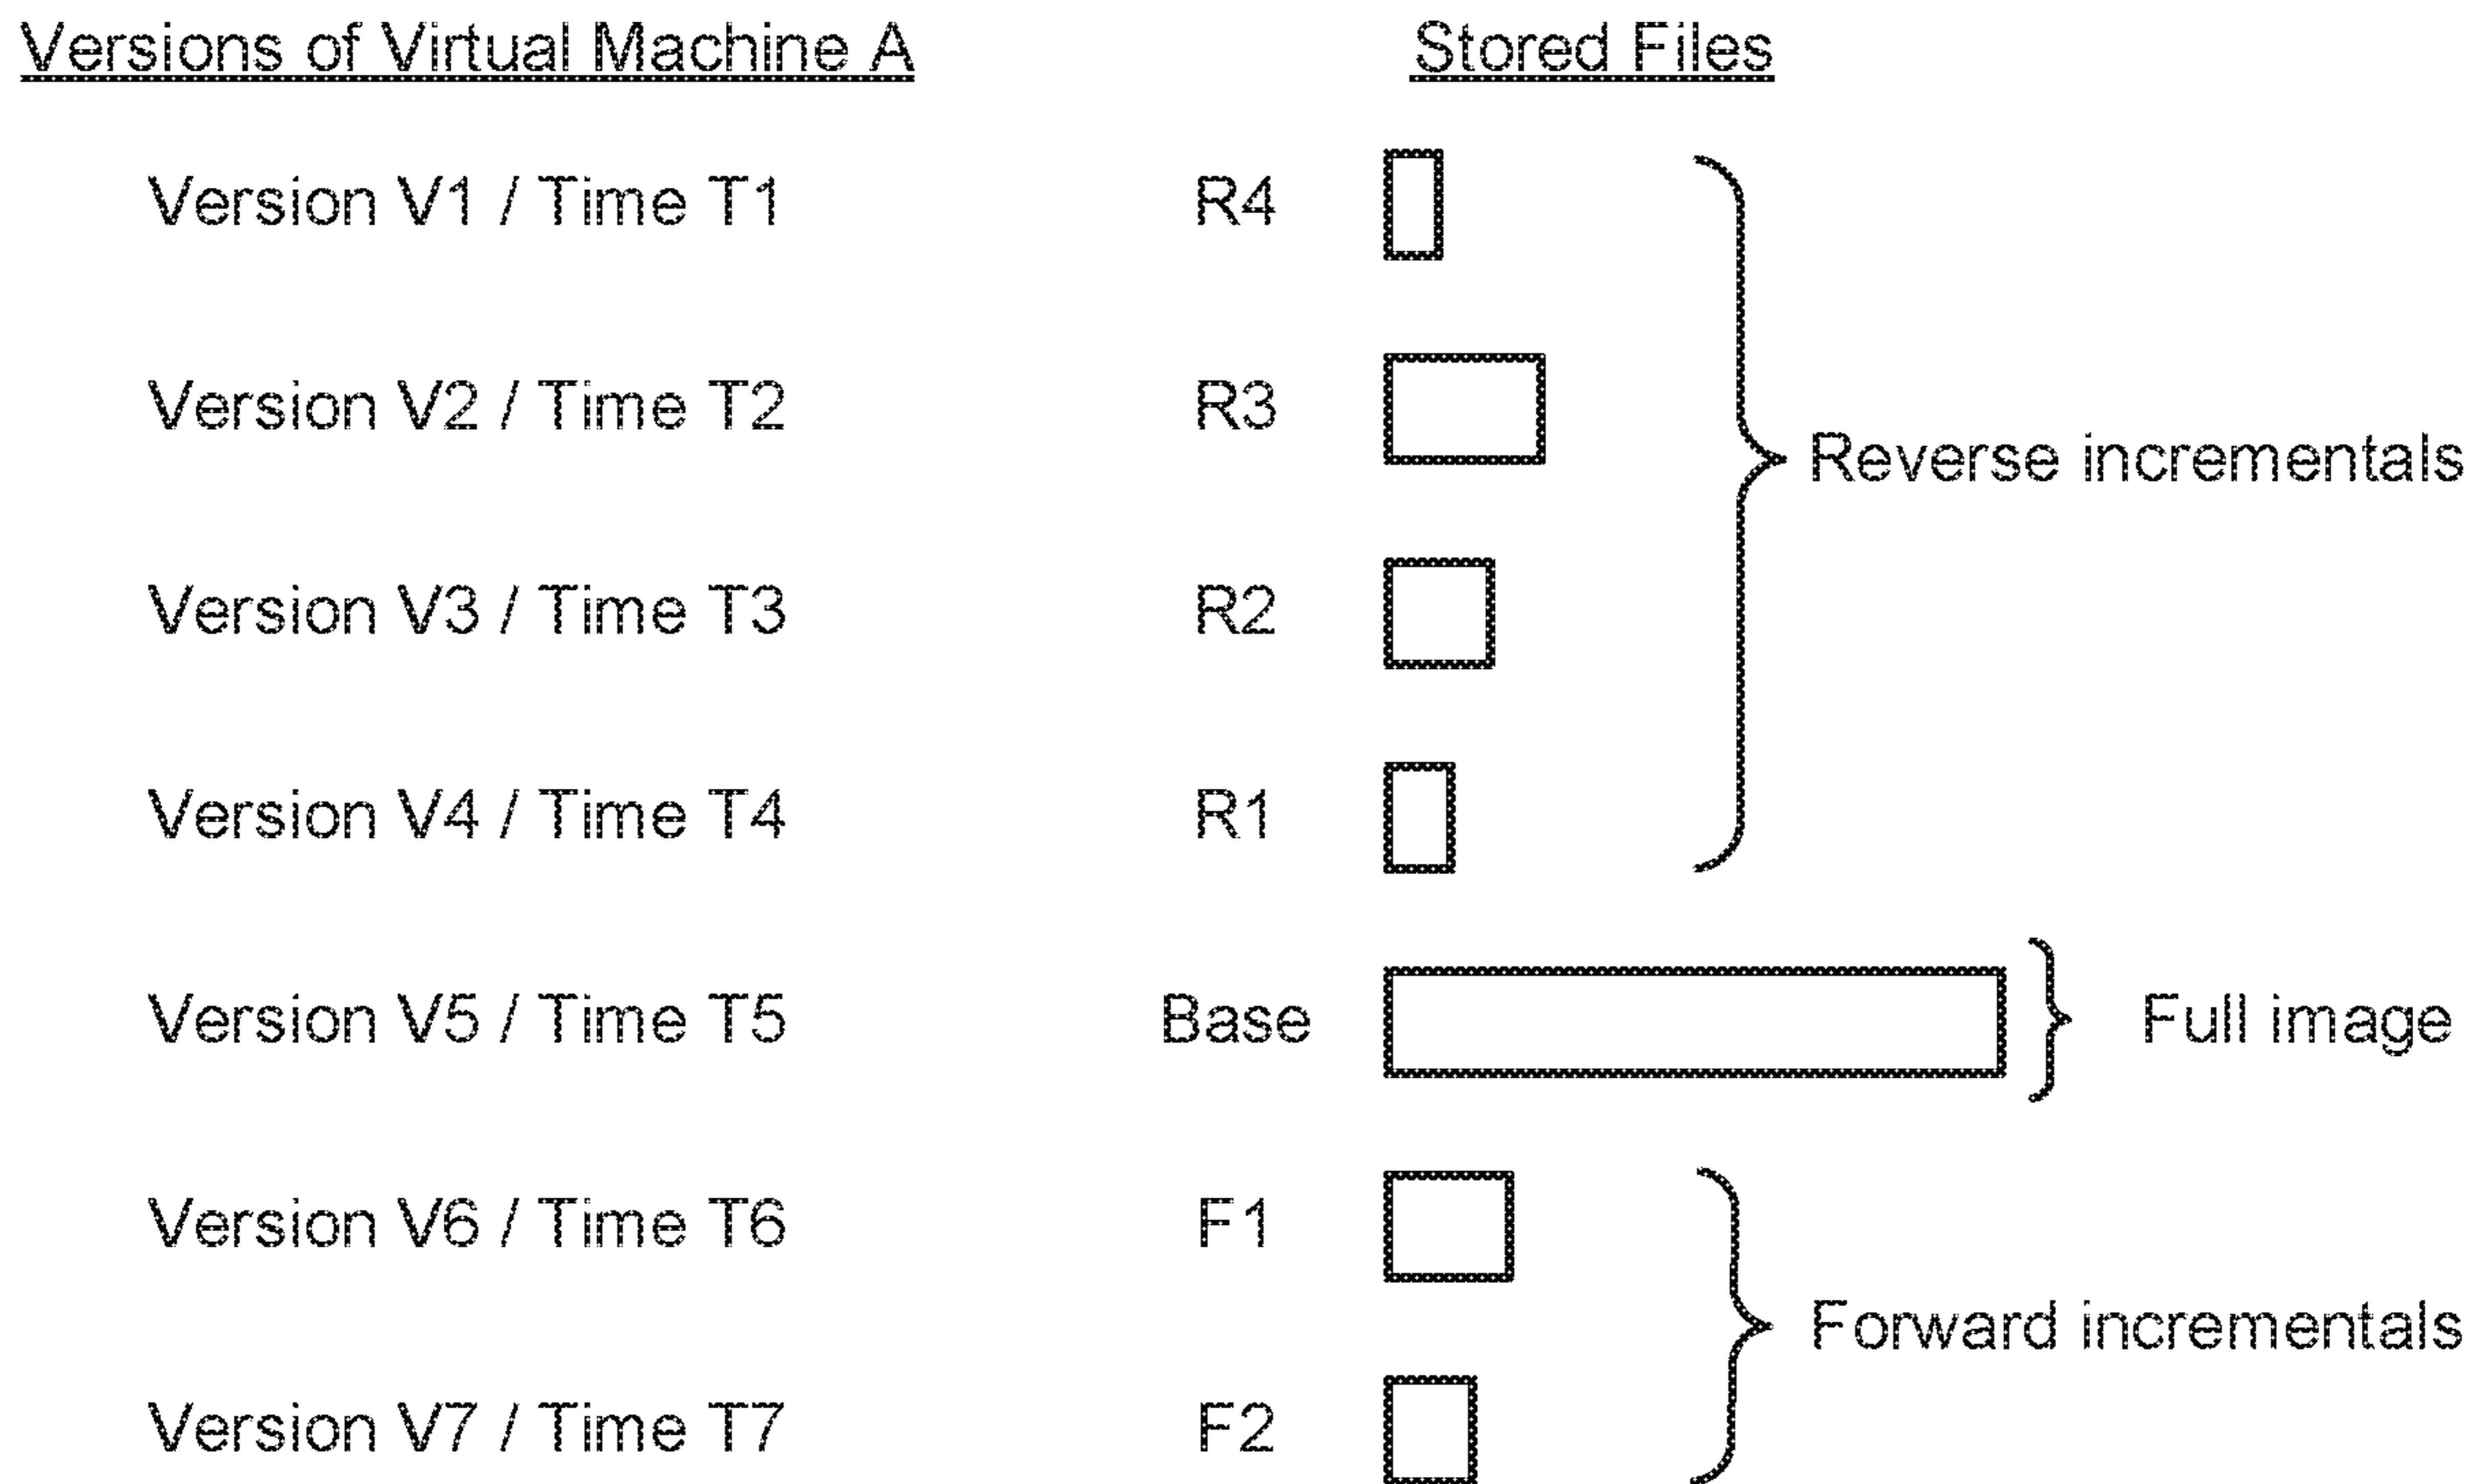 Versions of Virtual Machine A Stored Files
Version V1 / Time T1 R4
Version V2 / Time T2 R3
Reverse incrementals
Version V3 / Time T3 R2
Version V4 / Time T4 R1
Version V5 / Time T5 Base Full image
Version V6 / Time T6 F1
Forward incrementals
Version V7 / Time T7 F2